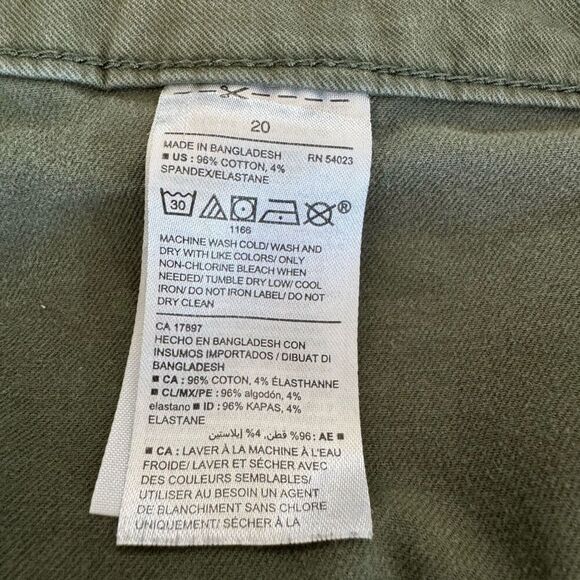 20
MADE IN BANGLADESH RN 54023
■ US : 96% COTTON, 4%
SPANDEX/ELASTANE
30
®
1166
MACHINE WASH COLD/ WASH AND
DRY WITH LIKE COLORS/ ONLY
NON-CHLORINE BLEACH WHEN
NEEDED/ TUMBLE DRY LOW/ COOL
IRON/ DO NOT IRON LABEL/ DO NOT
DRY CLEAN
CA 17897
HECHO EN BANGLADESH CON
INSUMOS IMPORTADOS / DIBUAT DI
BANGLADESH
■ CA : 96% COTON, 4% ÉLASTHANNE
■ CL/MX/PE : 96% algodón, 4%
elastano ■ ID : 96% KAPAS, 4%
ELASTANE
■ AE : 96% قطن, 4% إيلاستين
■ CA : LAVER À LA MACHINE À L'EAU
FROIDE/ LAVER ET SÉCHER AVEC
DES COULEURS SEMBLABLES/
UTILISER AU BESOIN UN AGENT
DE BLANCHIMENT SANS CHLORE
UNIQUEMENT/ SÉCHER À LA